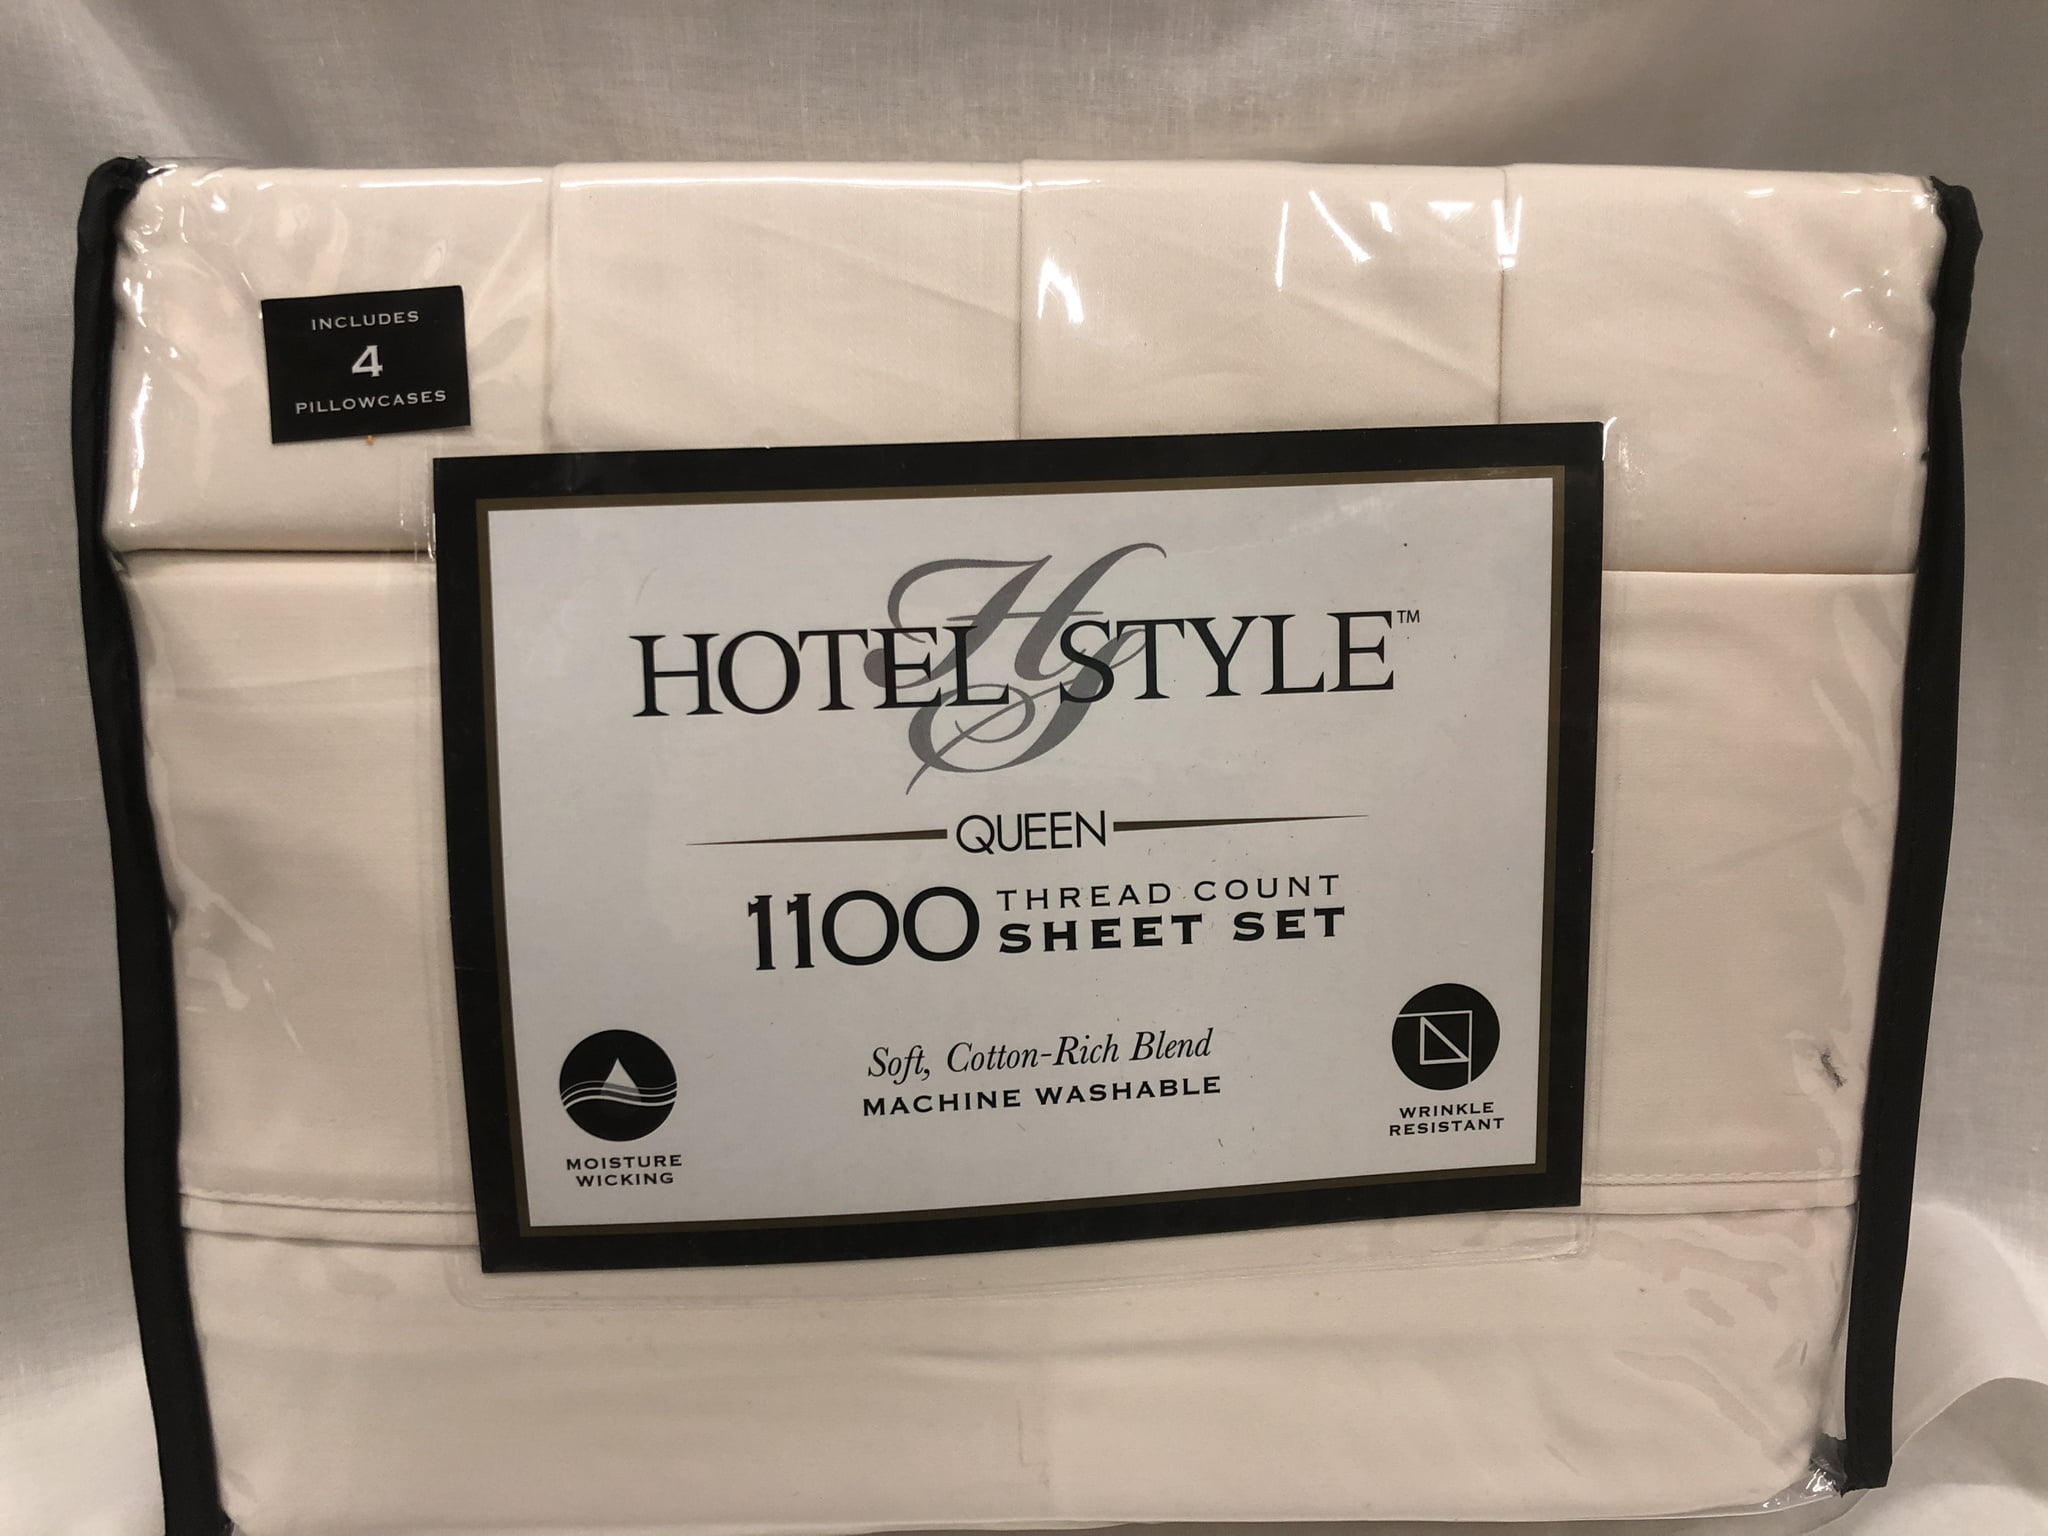 INCLUDES
4
PILLOWCASES
HS
HOTEL STYLE™
QUEEN
1100 THREAD COUNT
SHEET SET
Soft, Cotton-Rich Blend
MACHINE WASHABLE
MOISTURE
WICKING
WRINKLE
RESISTANT